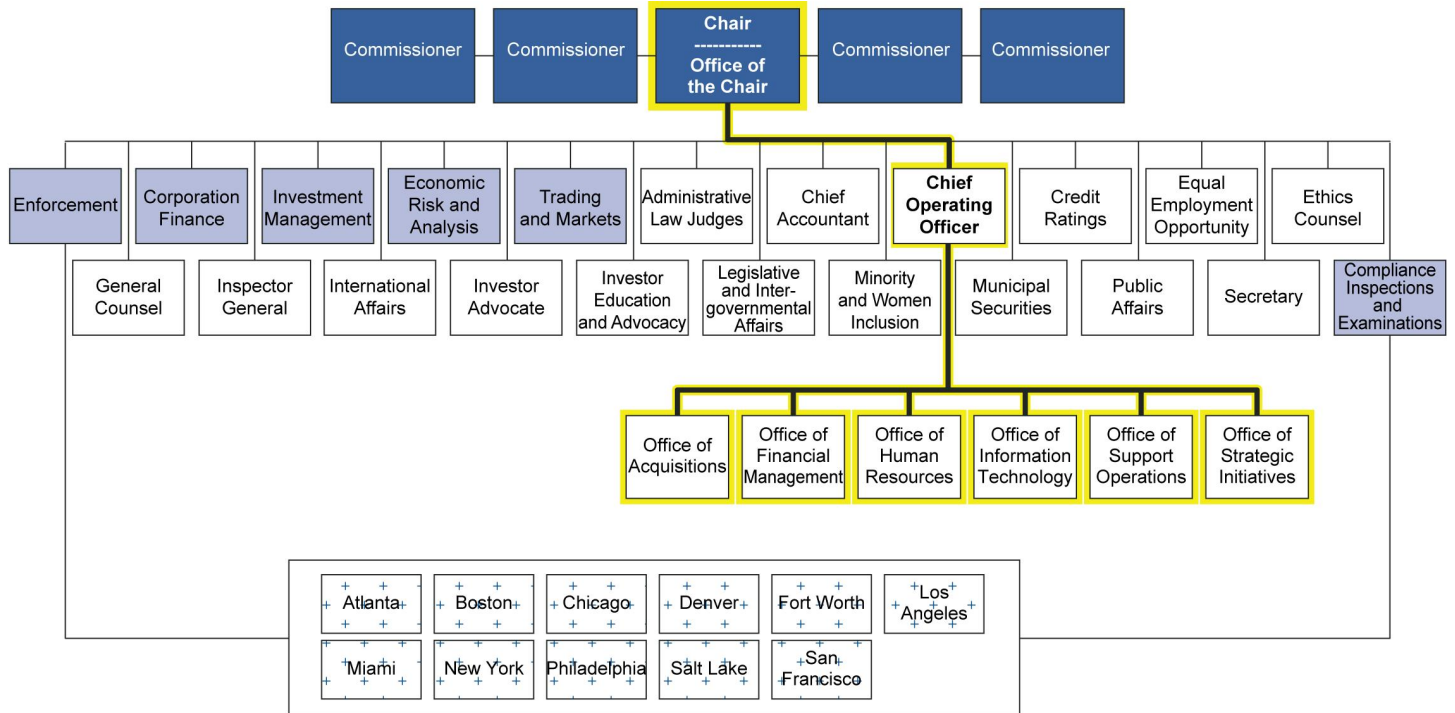 Commissioner
Commissioner
Chair
-----------
Office of
the Chair
Commissioner
Commissioner
Enforcement
Corporation
Finance
Investment
Management
Economic
Risk and
Analysis
Trading
and Markets
Administrative
Law Judges
Chief
Accountant
Chief
Operating
Officer
Credit
Ratings
Equal
Employment
Opportunity
Ethics
Counsel
General
Counsel
Inspector
General
International
Affairs
Investor
Advocate
Investor
Education
and Advocacy
Legislative
and Inter-
governmental
Affairs
Minority
and Women
Inclusion
Municipal
Securities
Public
Affairs
Secretary
Compliance
Inspections
and
Examinations
Office of
Acquisitions
Office of
Financial
Management
Office of
Human
Resources
Office of
Information
Technology
Office of
Support
Operations
Office of
Strategic
Initiatives
Atlanta
Boston
Chicago
Denver
Fort Worth
Los
Angeles
Miami
New York
Philadelphia
Salt Lake
San
Francisco